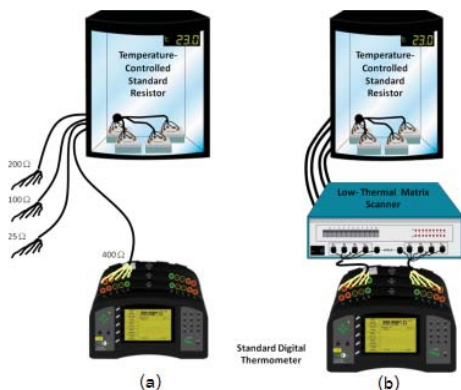 23.0
Temperature-
Controlled
Standard
Resistor
200 Ω
100 Ω
25 Ω
400 Ω
(a)
23.0
Temperature-
Controlled
Standard
Resistor
Low- Thermal Matrix
Scanner
Standard Digital
Thermometer
(b)